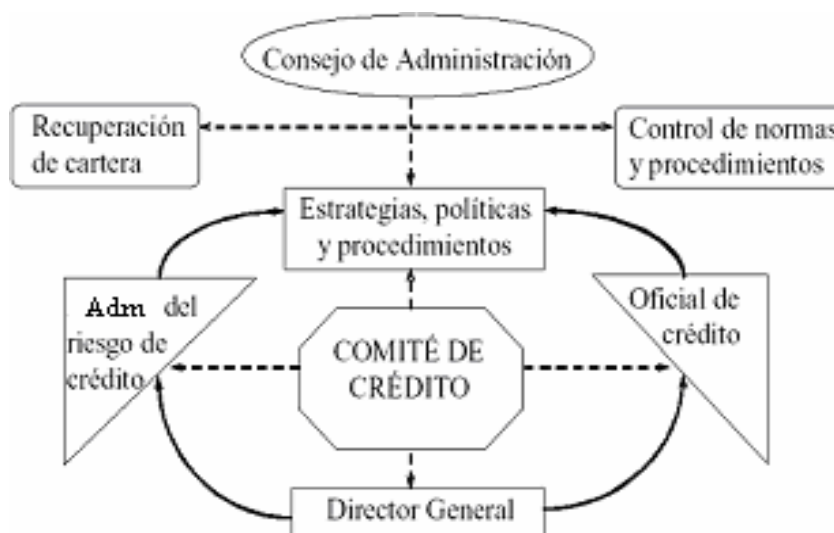 Consejo de Administración
Recuperación
de cartera
Control de normas
y procedimientos
Estrategias, políticas
y procedimientos
Adm del
riesgo de
crédito
COMITÉ DE
CRÉDITO
Oficial de
crédito
Director General